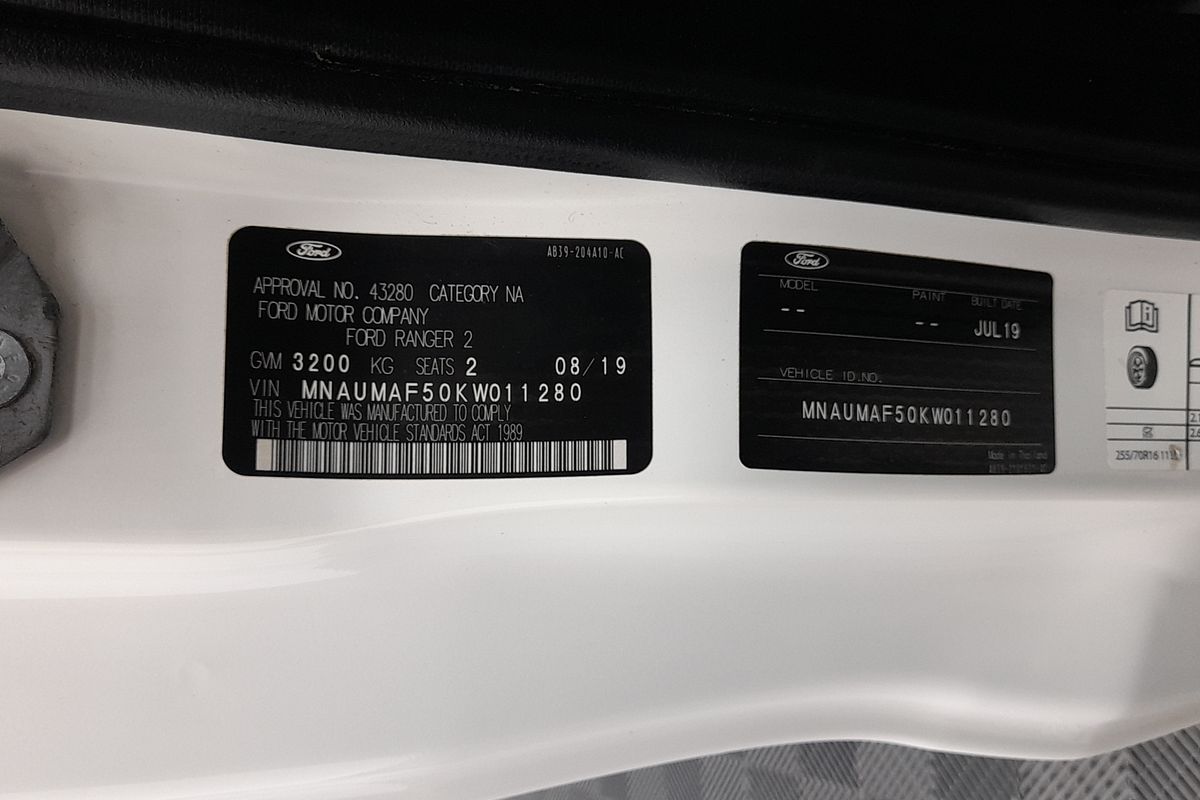 Ford
AB39-204A10-AC
APPROVAL NO. 43280 CATEGORY NA
FORD MOTOR COMPANY
FORD RANGER 2
GVM 3200 KG SEATS 2 08/19
VIN MNAUMAF50KW011280
THIS VEHICLE WAS MANUFACTURED TO COMPLY
WITH THE MOTOR VEHICLE STANDARDS ACT 1989
Ford
MODEL PAINT BUILT DATE
-- -- JUL19
VEHICLE ID.NO.
MNAUMAF50KW011280
Made in Thailand
255/70R16